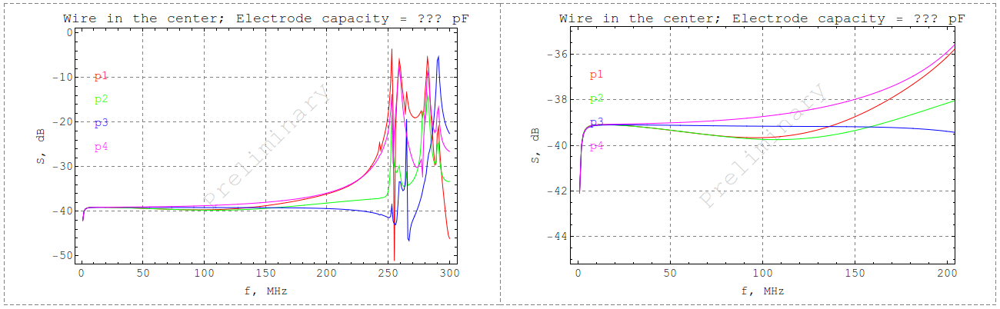 Wire in the center; Electrode capacity = ??? pF
0
-10
-20
-30
-40
-50
S, dB
p1
p2
p3
p4
Preliminary
0 50 100 150 200 250 300
f, MHz
Wire in the center; Electrode capacity = ??? pF
-36
-38
-40
-42
-44
S, dB
p1
p2
p3
p4
Preliminary
0 50 100 150 200
f, MHz